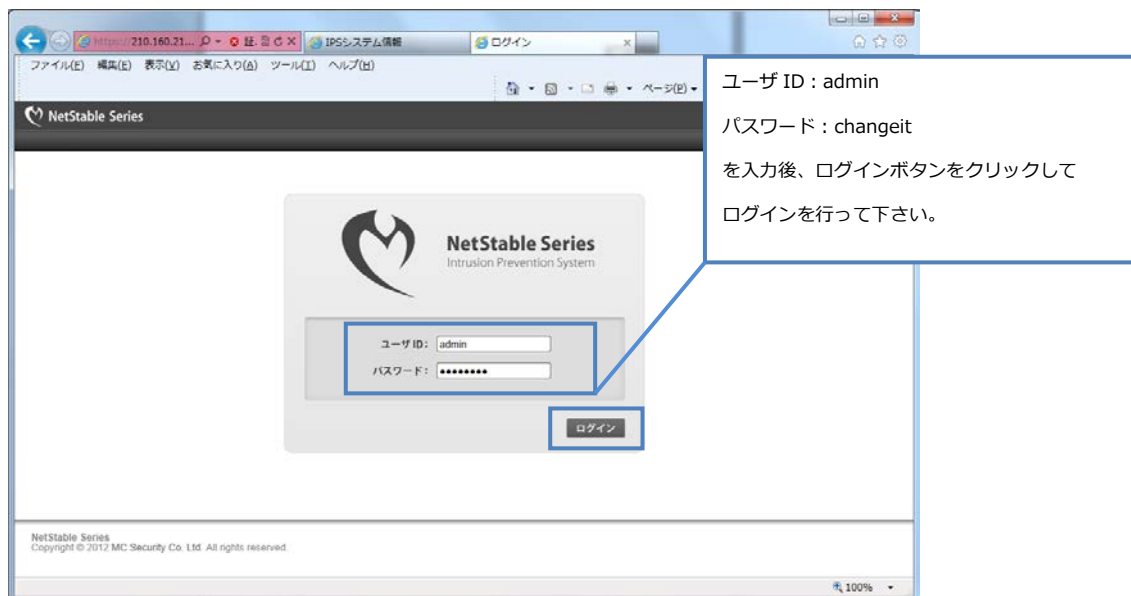 https://210.160.21...
IPSシステム情報
ログイン
ファイル(F) 編集(E) 表示(V) お気に入り(A) ツール(T) ヘルプ(H)
ページ(P)
NetStable Series
ユーザ ID：admin
パスワード：changeit
を入力後、ログインボタンをクリックして
ログインを行って下さい。
NetStable Series
Intrusion Prevention System
ユーザ ID： admin
パスワード： ••••••••
ログイン
NetStable Series
Copyright © 2012 MC Security Co. Ltd. All rights reserved.
100%